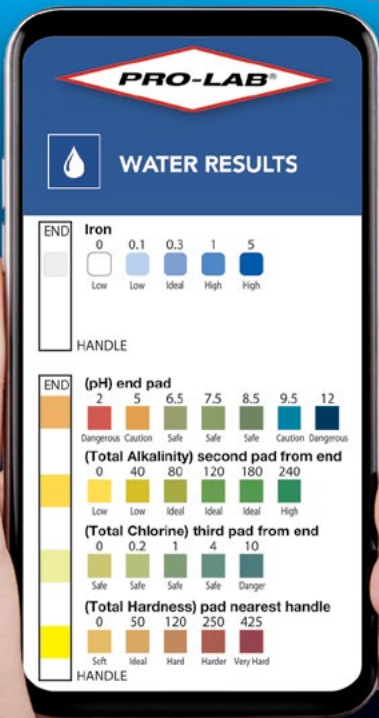 PRO-LAB®
WATER RESULTS
END Iron
0 0.1 0.3 1 5
Low Low Ideal High High
HANDLE
END (pH) end pad
2 5 6.5 7.5 8.5 9.5 12
Dangerous Caution Safe Safe Safe Caution Dangerous
(Total Alkalinity) second pad from end
0 40 80 120 180 240
Low Low Ideal Ideal Ideal High
(Total Chlorine) third pad from end
0 0.2 1 4 10
Safe Safe Safe Safe Danger
(Total Hardness) pad nearest handle
0 50 120 250 425
Soft Ideal Hard Harder Very Hard
HANDLE